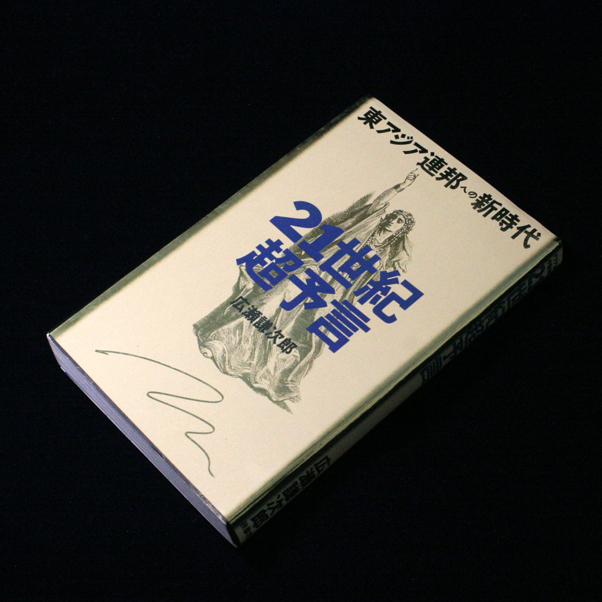 東アジア連邦への新時代
21世紀
超予言
広瀬謙次郎